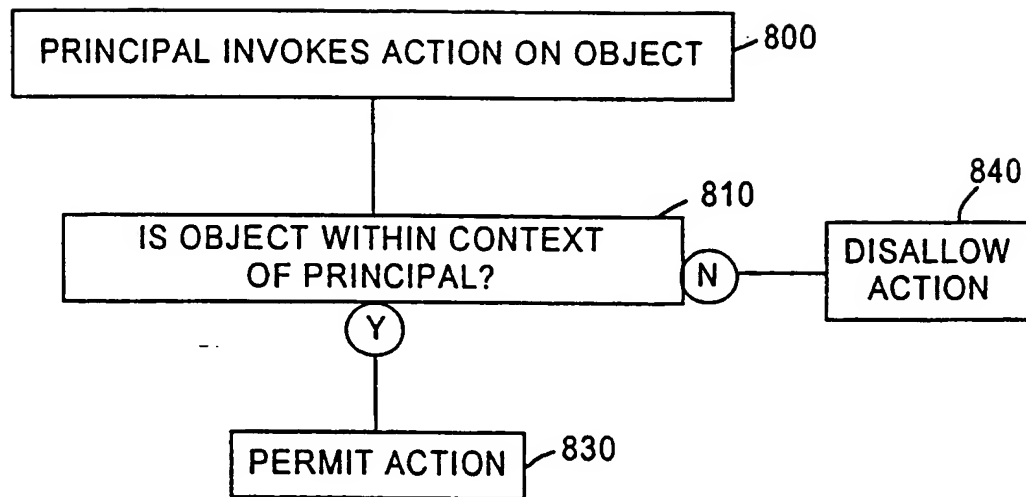 PRINCIPAL INVOKES ACTION ON OBJECT
800
810
IS OBJECT WITHIN CONTEXT
OF PRINCIPAL?
N
840
DISALLOW
ACTION
Y
PERMIT ACTION
830